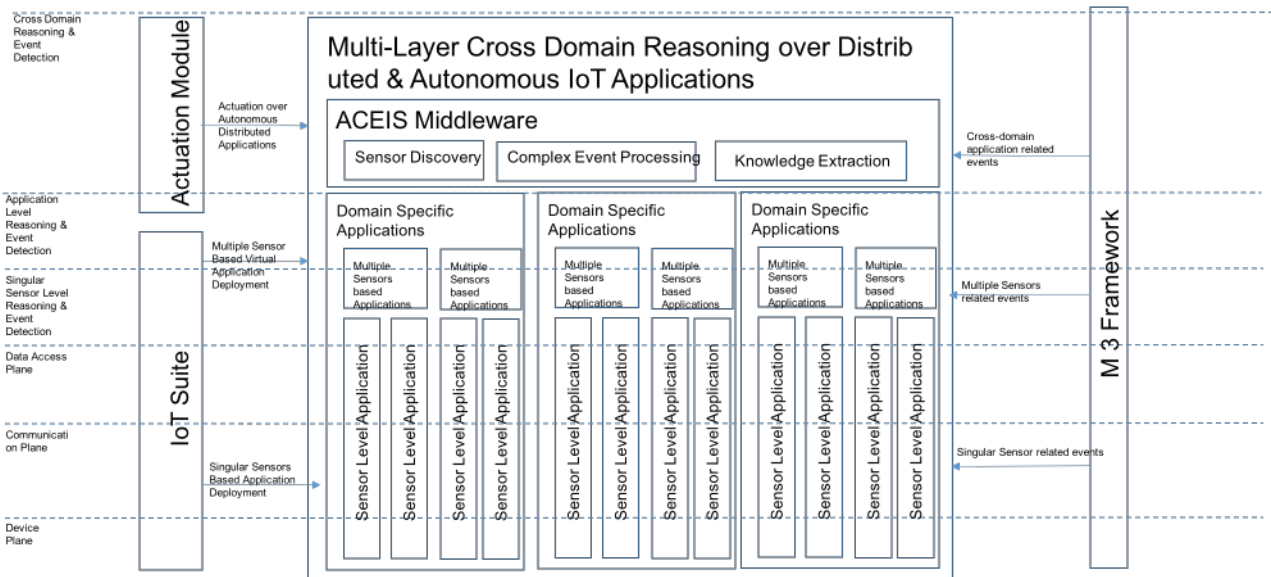 Cross Domain
Reasoning &
Event
Detection
Application
Level
Reasoning &
Event
Detection
Singular
Sensor Level
Reasoning &
Event
Detection
Data Access
Plane
Communicati
on Plane
Device
Plane
Actuation Module
IoT Suite
Actuation over
Autonomous
Distributed
Applications
Multiple Sensor
Based Virtual
Application
Deployment
Singular Sensors
Based Application
Deployment
Multi-Layer Cross Domain Reasoning over Distrib
uted & Autonomous IoT Applications
ACEIS Middleware
Sensor Discovery
Complex Event Processing
Knowledge Extraction
Domain Specific
Applications
Multiple
Sensors
based
Applications
Multiple
Sensors
based
Applications
Sensor Level Application
Sensor Level Application
Sensor Level Application
Sensor Level Application
Domain Specific
Applications
Multiple
Sensors
based
Applications
Multiple
Sensors
based
Applications
Sensor Level Application
Sensor Level Application
Sensor Level Application
Sensor Level Application
Domain Specific
Applications
Multiple
Sensors
based
Applications
Multiple
Sensors
based
Applications
Sensor Level Application
Sensor Level Application
Sensor Level Application
Sensor Level Application
Cross-domain
application related
events
Multiple Sensors
related events
Singular Sensor related events
M 3 Framework